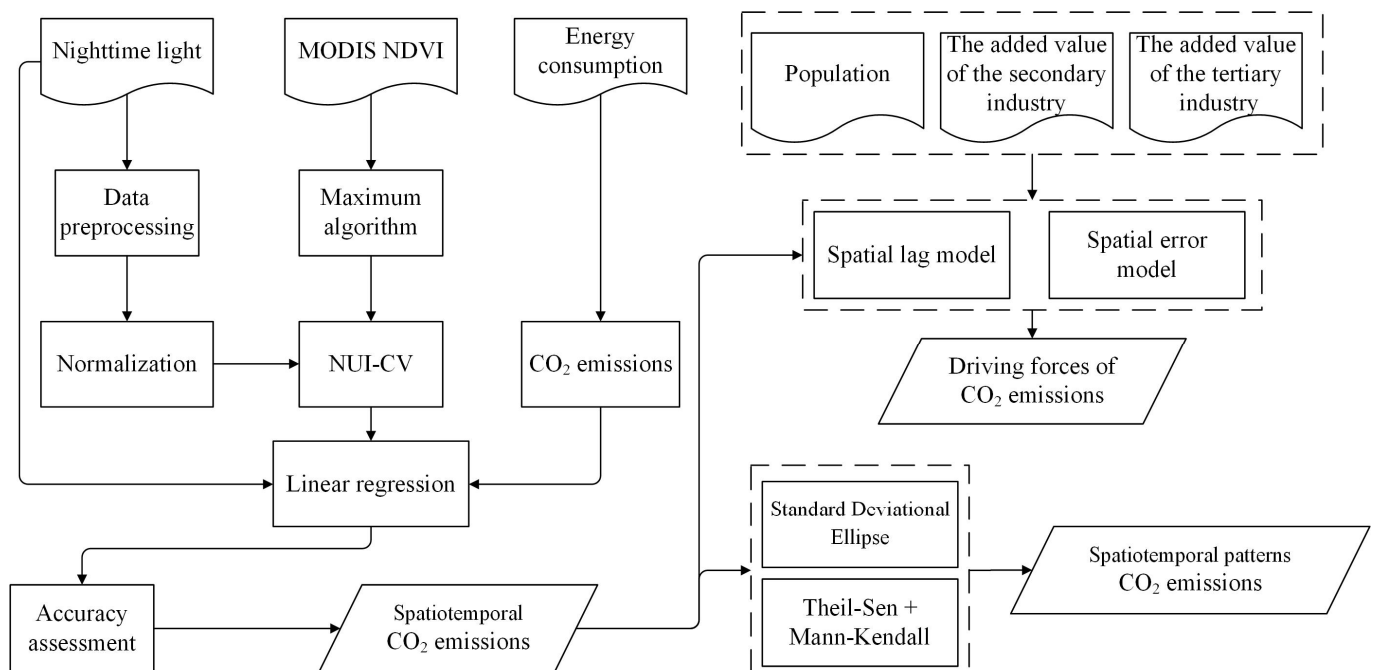 Nighttime light
MODIS NDVI
Energy
consumption
Population
The added value
of the secondary
industry
The added value
of the tertiary
industry
Data
preprocessing
Maximum
algorithm
Spatial lag model
Spatial error
model
Normalization
NUI-CV
CO₂ emissions
Driving forces of
CO₂ emissions
Linear regression
Standard Deviational
Ellipse
Theil-Sen +
Mann-Kendall
Spatiotemporal patterns
CO₂ emissions
Accuracy
assessment
Spatiotemporal
CO₂ emissions